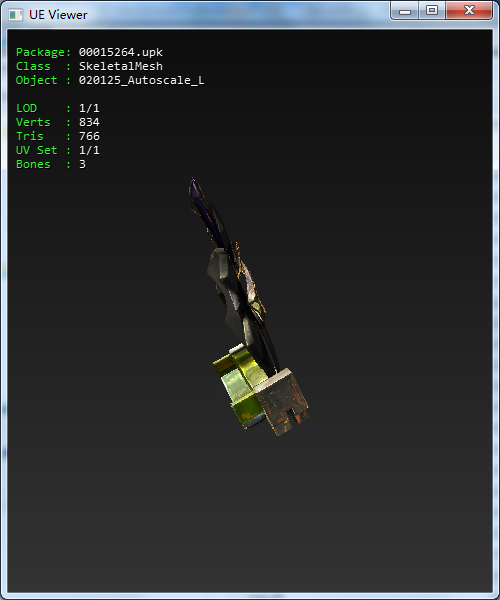 UE Viewer
Package: 00015264.upk
Class : SkeletalMesh
Object : 020125_Autoscale_L
LOD : 1/1
Verts : 834
Tris : 766
UV Set : 1/1
Bones : 3